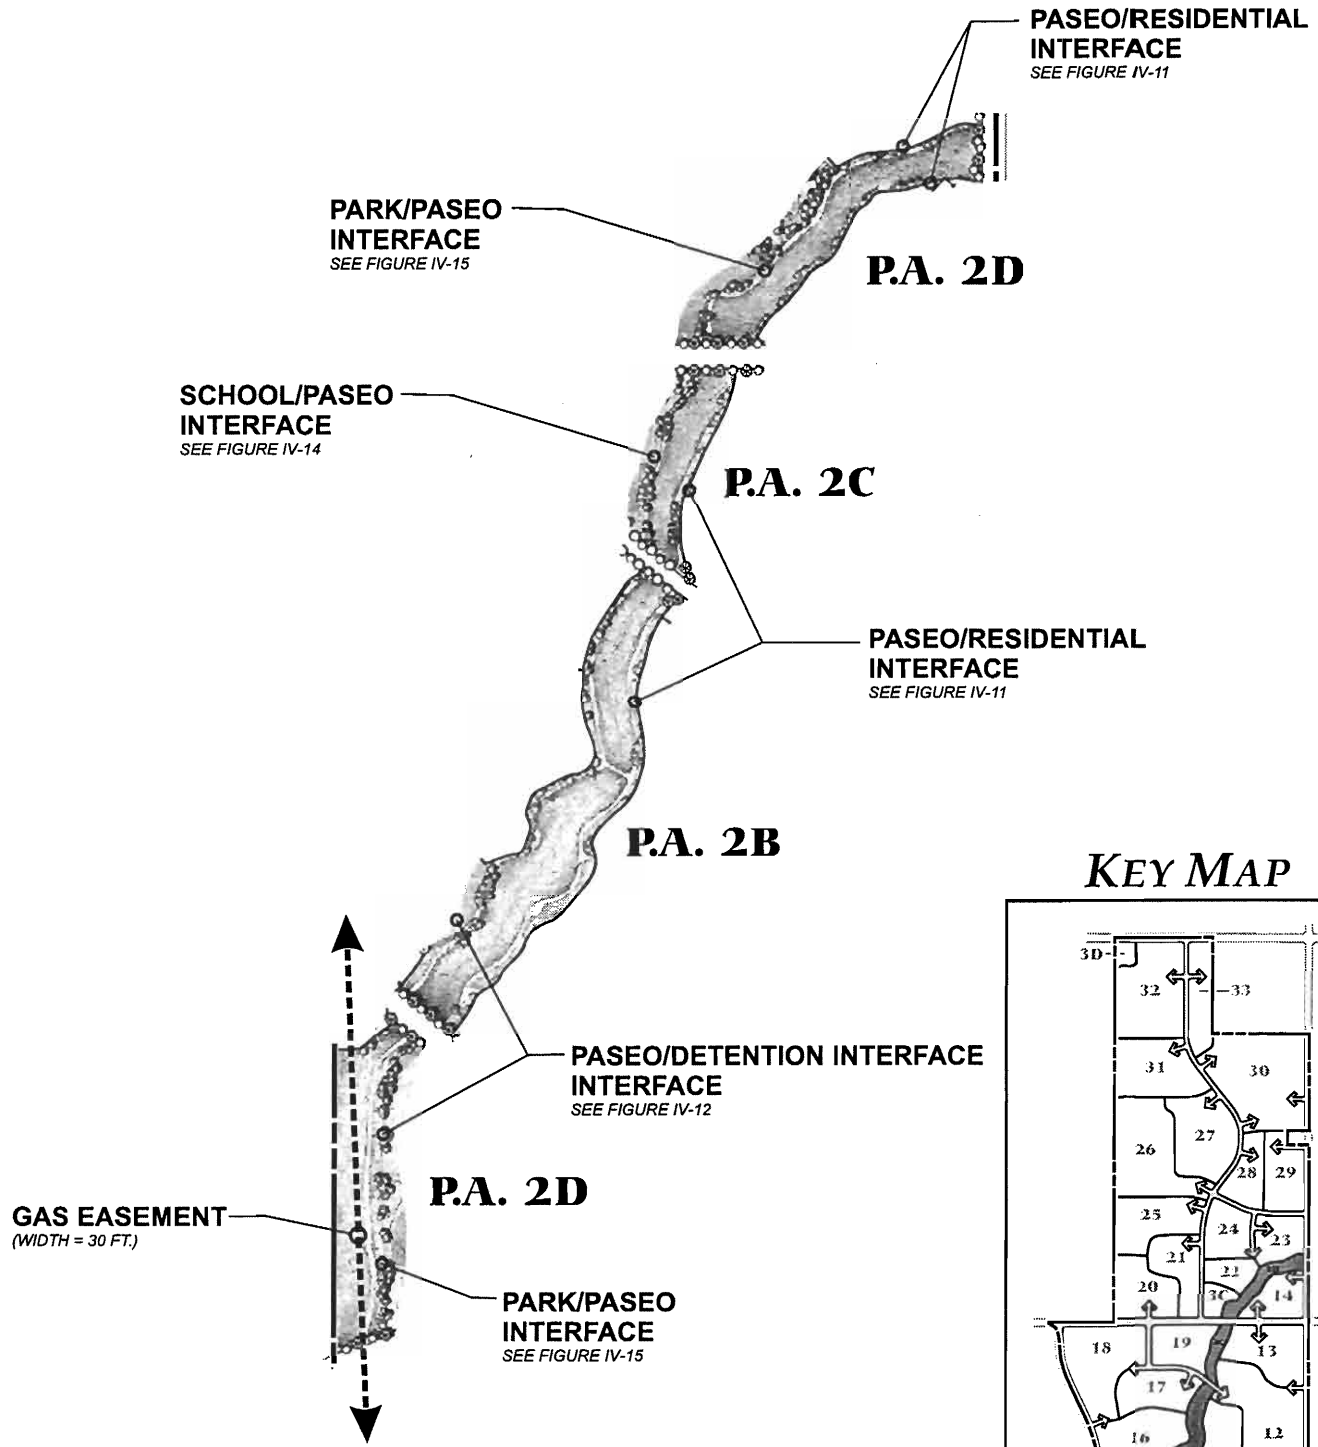 PASEO/RESIDENTIAL
INTERFACE
SEE FIGURE IV-11
PARK/PASEO
INTERFACE
SEE FIGURE IV-15
P.A. 2D
SCHOOL/PASEO
INTERFACE
SEE FIGURE IV-14
P.A. 2C
PASEO/RESIDENTIAL
INTERFACE
SEE FIGURE IV-11
P.A. 2B
PASEO/DETENTION INTERFACE
INTERFACE
SEE FIGURE IV-12
P.A. 2D
GAS EASEMENT
(WIDTH = 30 FT.)
PARK/PASEO
INTERFACE
SEE FIGURE IV-15
KEY MAP
3D
32
33
31
30
27
26
28
29
25
24
23
21
22
20
3C
14
18
19
13
17
16
12